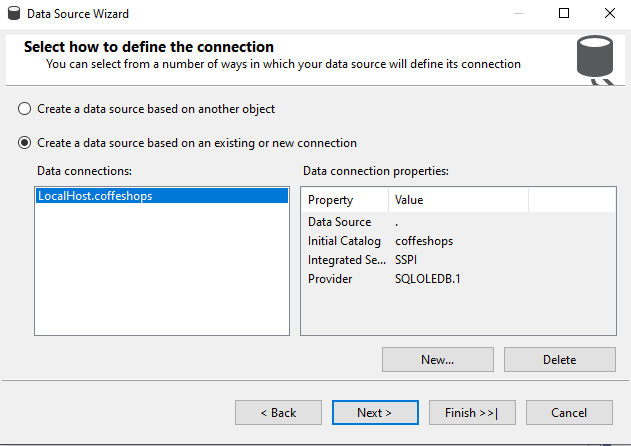 Data Source Wizard
Select how to define the connection
You can select from a number of ways in which your data source will define its connection
Create a data source based on another object
Create a data source based on an existing or new connection
Data connections:
Data connection properties:
LocalHost.coffeshops
Property Value
Data Source .
Initial Catalog coffeshops
Integrated Se... SSPI
Provider SQLOLEDB.1
New... Delete
< Back Next > Finish >>| Cancel